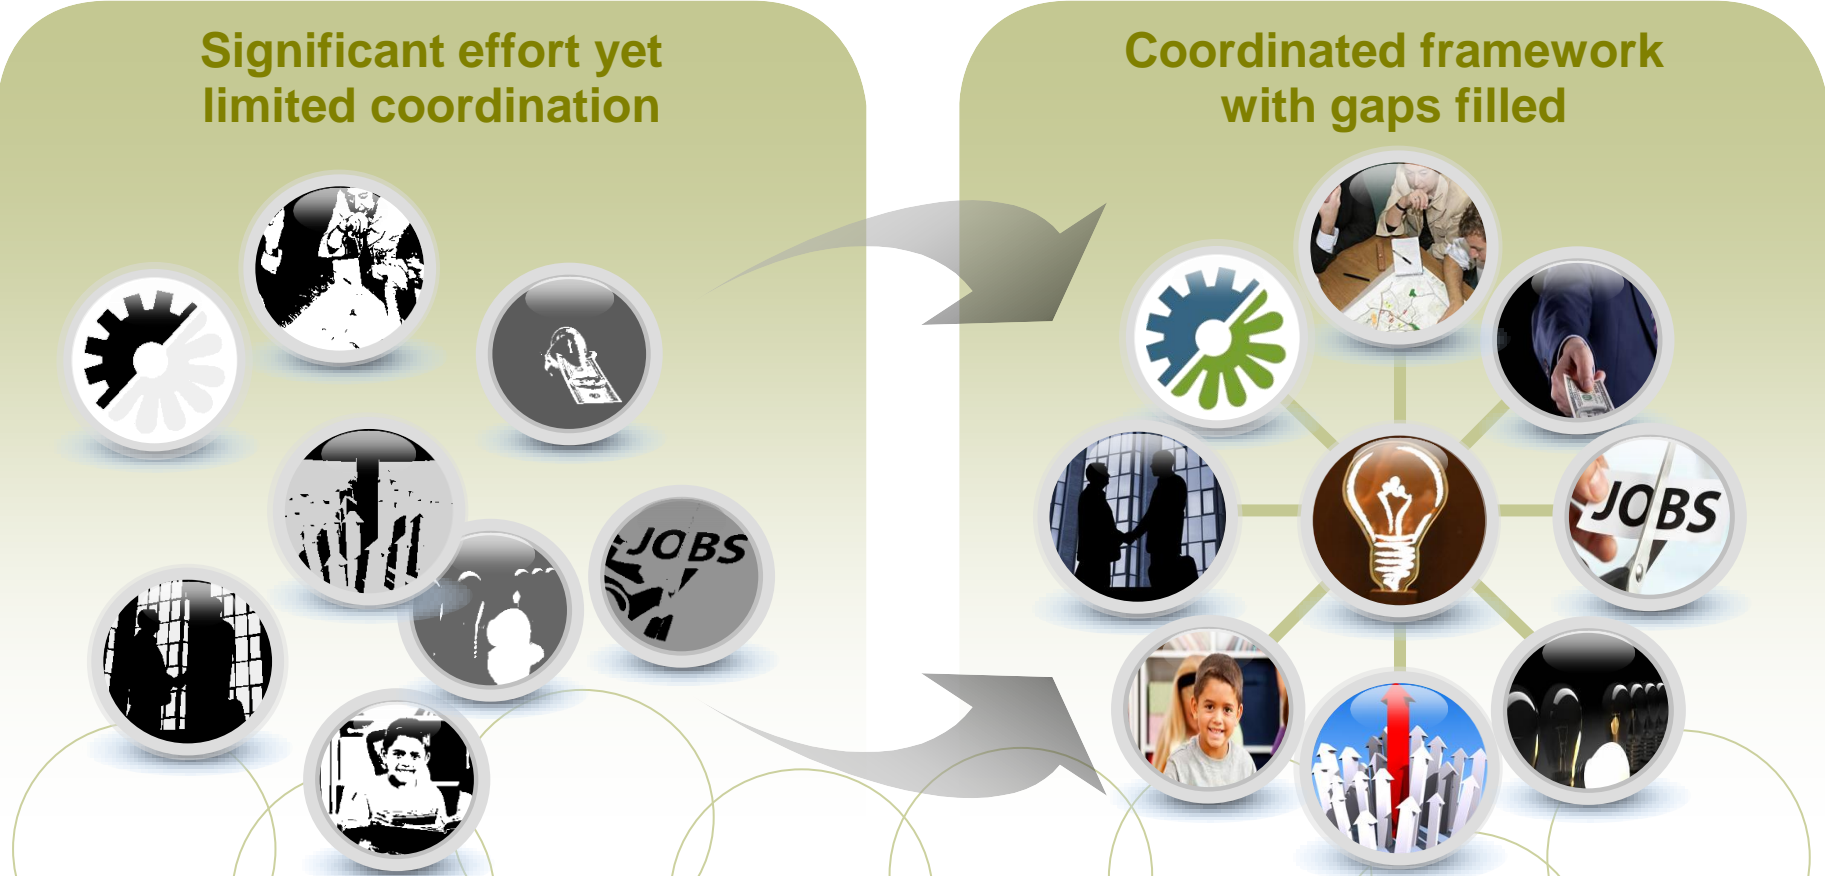 Significant effort yet
limited coordination
Coordinated framework
with gaps filled
JOBS
JOBS